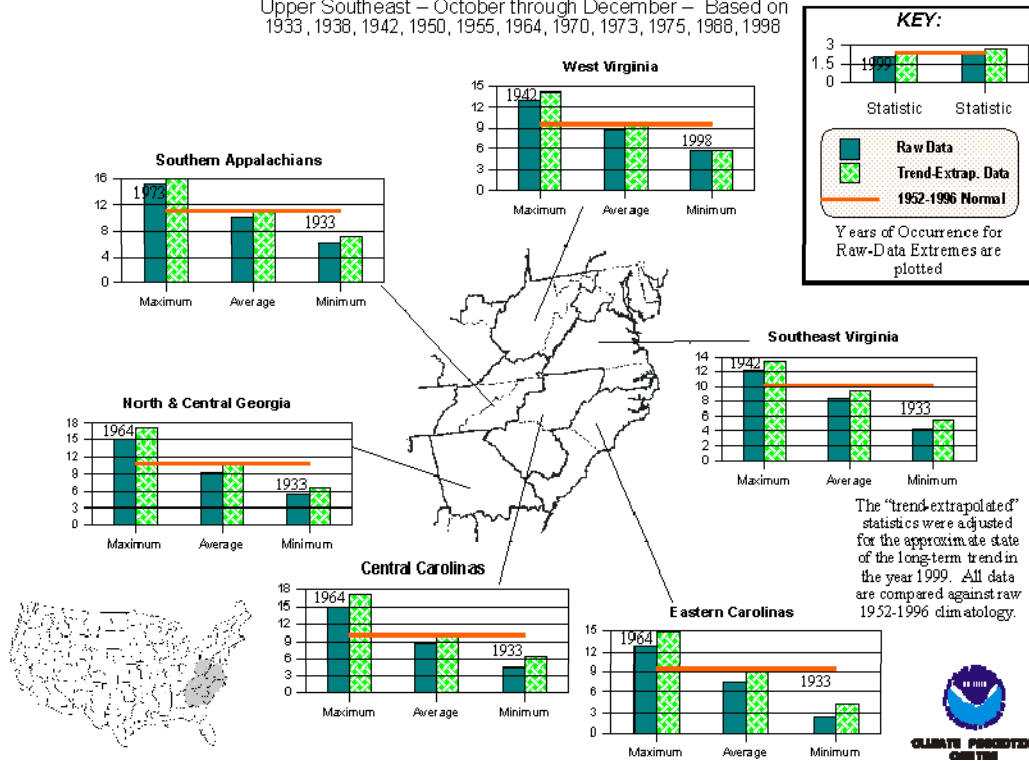 Upper Southeast – October through December – Based on
1933, 1938, 1942, 1950, 1955, 1964, 1970, 1973, 1975, 1988, 1998
KEY:
3
1.5
0
1999
Statistic Statistic
Raw Data
Trend-Extrap. Data
1952-1996 Normal
Years of Occurrence for
Raw-Data Extremes are
plotted
West Virginia
15
12
9
6
3
0
1942
1998
Maximum Average Minimum
Southern Appalachians
16
12
8
4
0
1973
1933
Maximum Average Minimum
Southeast Virginia
14
12
10
8
6
4
2
0
1942
1933
Maximum Average Minimum
North & Central Georgia
18
15
12
9
6
3
0
1964
1933
Maximum Average Minimum
The “trend-extrapolated”
statistics were adjusted
for the approximate state
of the long-term trend in
the year 1999. All data
are compared against raw
1952-1996 climatology.
Central Carolinas
18
15
12
9
6
3
0
1964
1933
Maximum Average Minimum
Eastern Carolinas
15
12
9
6
3
0
1964
1933
Maximum Average Minimum
CLIMATE PREDICTION
CENTER